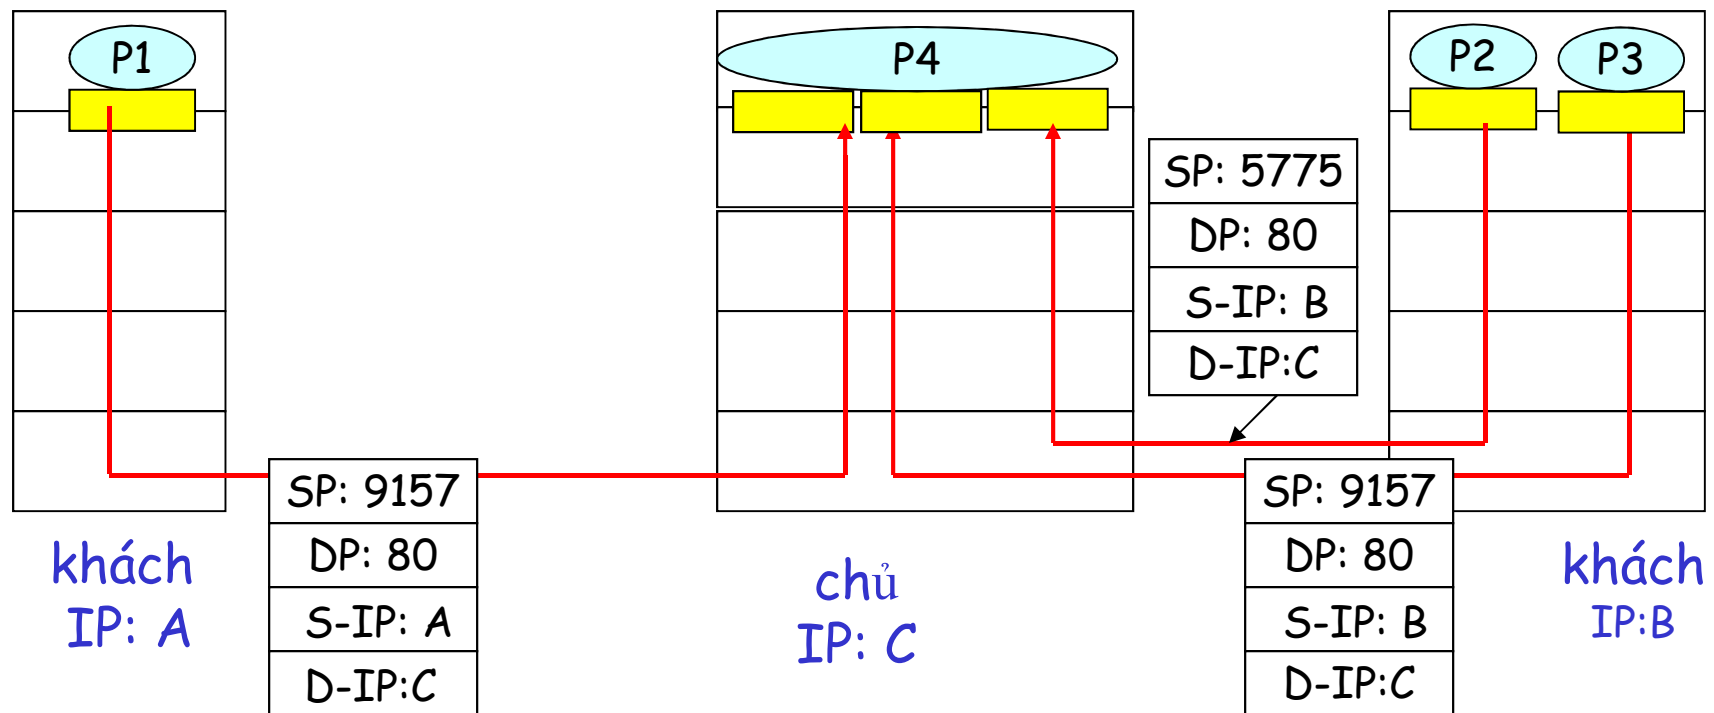 P1
P4
P2
P3
SP: 5775
DP: 80
S-IP: B
D-IP:C
SP: 9157
DP: 80
S-IP: A
D-IP:C
SP: 9157
DP: 80
S-IP: B
D-IP:C
khách
IP: A
chủ
IP: C
khách
IP:B